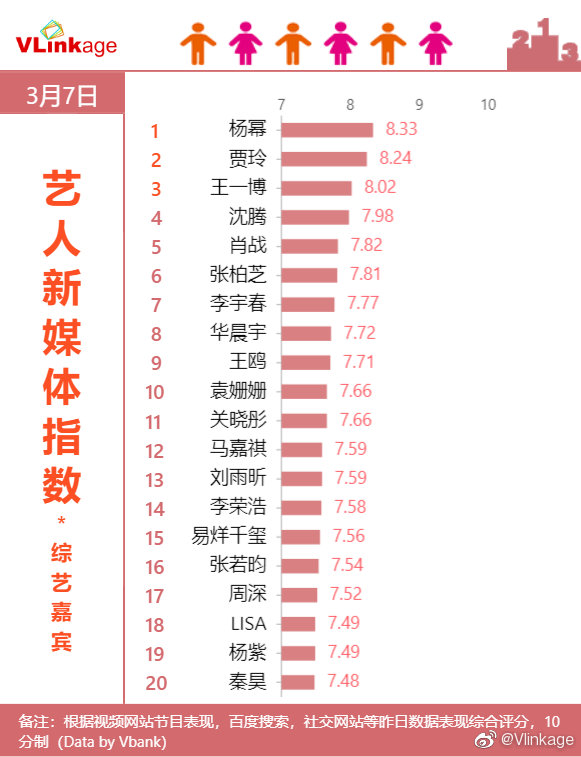 VLinkage
2 1 3
3月7日
艺人新媒体指数
*综艺嘉宾
7 8 9 10
1 杨幂 8.33
2 贾玲 8.24
3 王一博 8.02
4 沈腾 7.98
5 肖战 7.82
6 张柏芝 7.81
7 李宇春 7.77
8 华晨宇 7.72
9 王鸥 7.71
10 袁姗姗 7.66
11 关晓彤 7.66
12 马嘉祺 7.59
13 刘雨昕 7.59
14 李荣浩 7.58
15 易烊千玺 7.56
16 张若昀 7.54
17 周深 7.52
18 LISA 7.49
19 杨紫 7.49
20 秦昊 7.48
备注：根据视频网站节目表现，百度搜索，社交网站等昨日数据表现综合评分，10
分制（Data by Vbank）
@Vlinkage